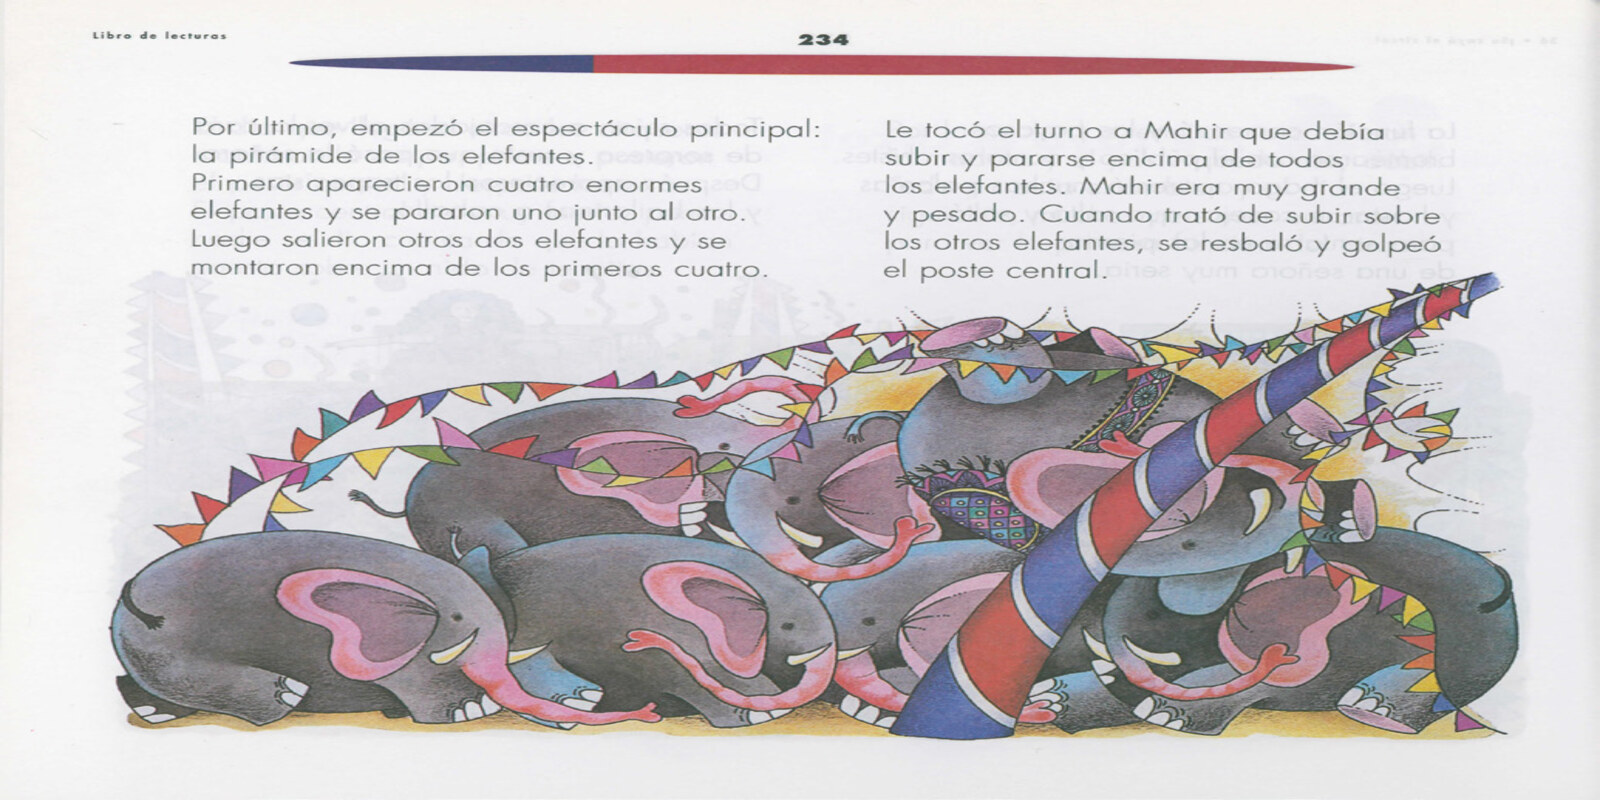 Libro de lecturas
234
Por último, empezó el espectáculo principal:
la pirámide de los elefantes.
Primero aparecieron cuatro enormes
elefantes y se pararon uno junto al otro.
Luego salieron otros dos elefantes y se
montaron encima de los primeros cuatro.
Le tocó el turno a Mahir que debía
subir y pararse encima de todos
los elefantes. Mahir era muy grande
y pesado. Cuando trató de subir sobre
los otros elefantes, se resbaló y golpeó
el poste central.